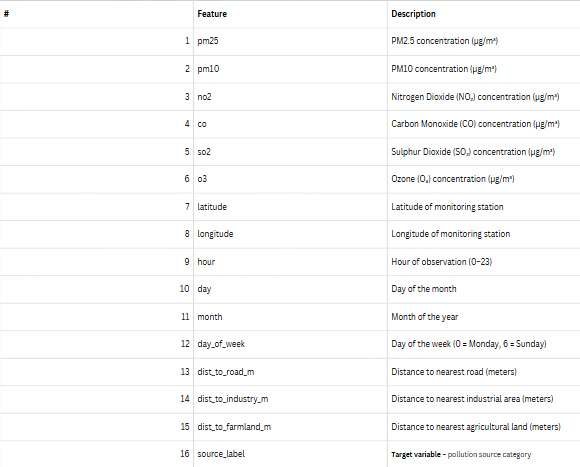 # Feature Description
1 pm25 PM2.5 concentration (µg/m³)
2 pm10 PM10 concentration (µg/m³)
3 no2 Nitrogen Dioxide (NO₂) concentration (µg/m³)
4 co Carbon Monoxide (CO) concentration (µg/m³)
5 so2 Sulphur Dioxide (SO₂) concentration (µg/m³)
6 o3 Ozone (O₃) concentration (µg/m³)
7 latitude Latitude of monitoring station
8 longitude Longitude of monitoring station
9 hour Hour of observation (0–23)
10 day Day of the month
11 month Month of the year
12 day_of_week Day of the week (0 = Monday, 6 = Sunday)
13 dist_to_road_m Distance to nearest road (meters)
14 dist_to_industry_m Distance to nearest industrial area (meters)
15 dist_to_farmland_m Distance to nearest agricultural land (meters)
16 source_label Target variable – pollution source category